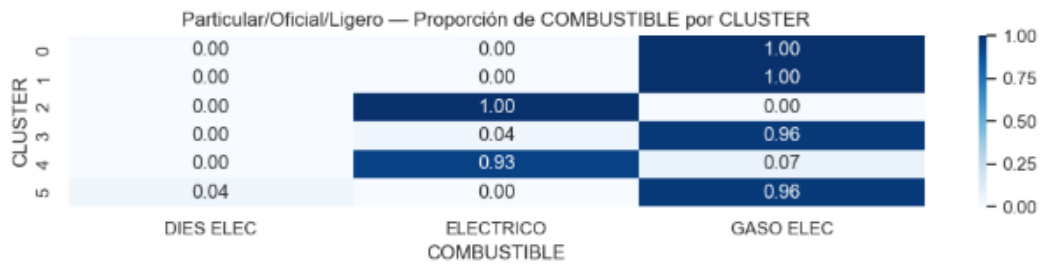 Particular/Oficial/Ligero — Proporción de COMBUSTIBLE por CLUSTER
CLUSTER
0 0.00 0.00 1.00
1 0.00 0.00 1.00
2 0.00 1.00 0.00
3 0.00 0.04 0.96
4 0.00 0.93 0.07
5 0.04 0.00 0.96
DIES ELEC ELECTRICO GASO ELEC
COMBUSTIBLE
1.00
0.75
0.50
0.25
0.00